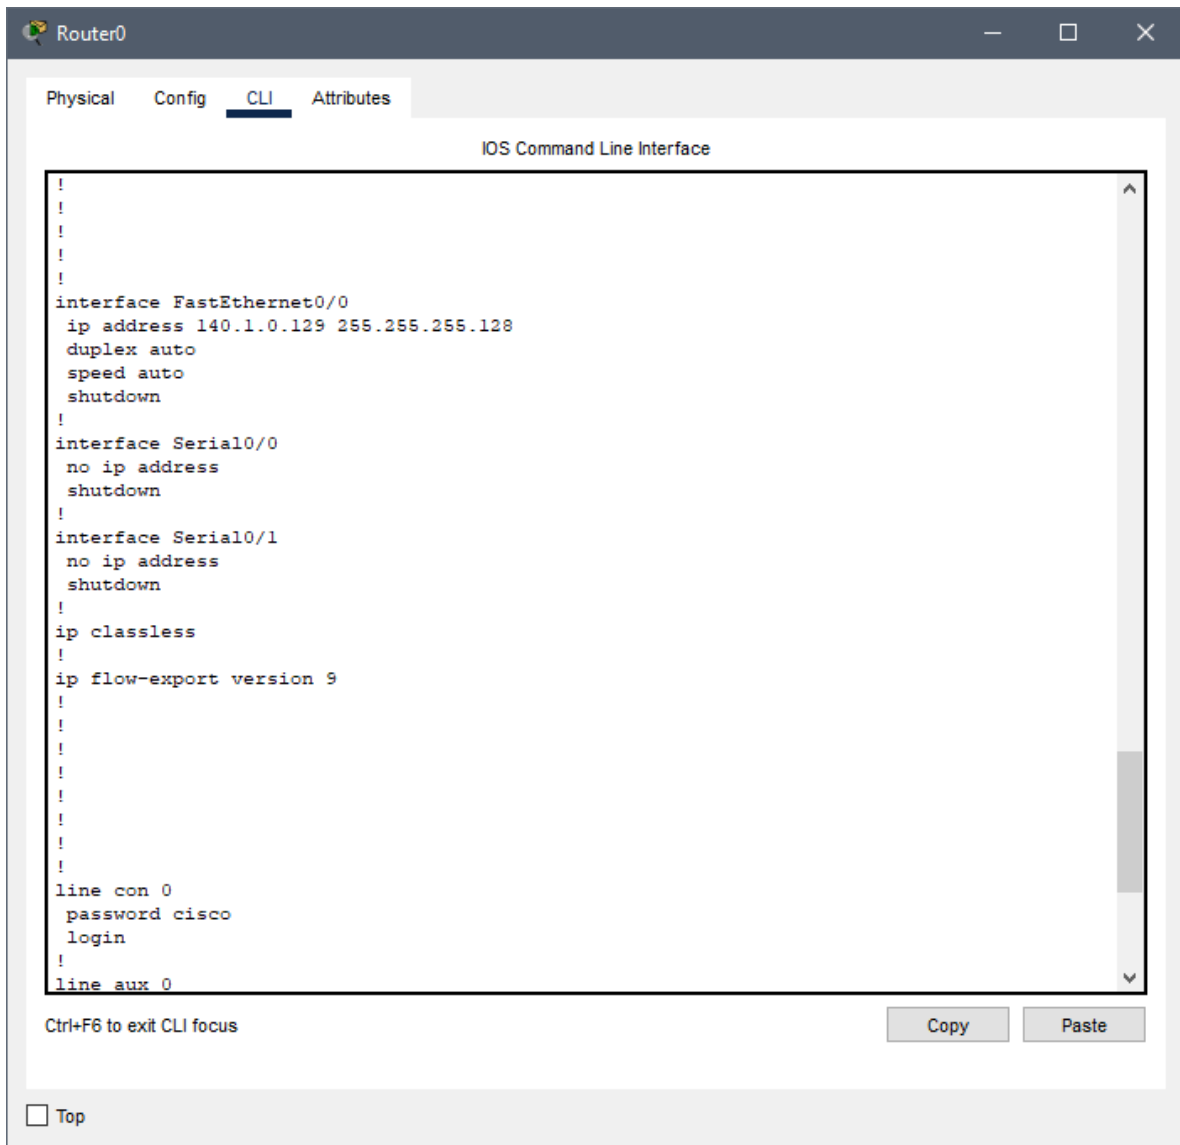 Router0
Physical Config CLI Attributes
IOS Command Line Interface
!
!
!
!
!
interface FastEthernet0/0
 ip address 140.1.0.129 255.255.255.128
 duplex auto
 speed auto
 shutdown
!
interface Serial0/0
 no ip address
 shutdown
!
interface Serial0/1
 no ip address
 shutdown
!
ip classless
!
ip flow-export version 9
!
!
!
!
!
!
!
!
line con 0
 password cisco
 login
!
line aux 0
Ctrl+F6 to exit CLI focus
Copy Paste
Top